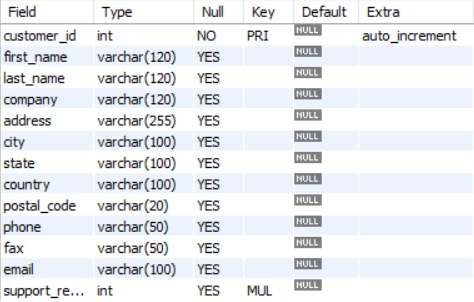 Field Type Null Key Default Extra
customer_id int NO PRI NULL auto_increment
first_name varchar(120) YES NULL
last_name varchar(120) YES NULL
company varchar(120) YES NULL
address varchar(255) YES NULL
city varchar(100) YES NULL
state varchar(100) YES NULL
country varchar(100) YES NULL
postal_code varchar(20) YES NULL
phone varchar(50) YES NULL
fax varchar(50) YES NULL
email varchar(100) YES NULL
support_re... int YES MUL NULL